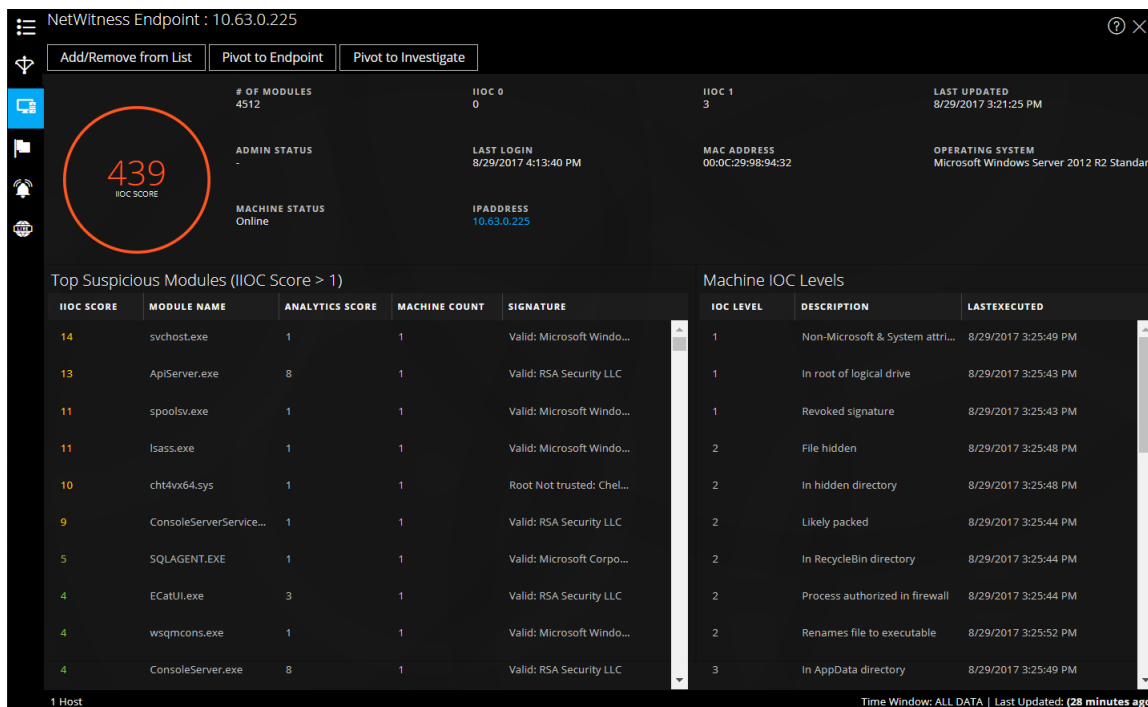 NetWitness Endpoint : 10.63.0.225
Add/Remove from List Pivot to Endpoint Pivot to Investigate
# OF MODULES IIOC 0 IIOC 1 LAST UPDATED
4512 0 3 8/29/2017 3:21:25 PM
ADMIN STATUS LAST LOGIN MAC ADDRESS OPERATING SYSTEM
- 8/29/2017 4:13:40 PM 00:0C:29:98:94:32 Microsoft Windows Server 2012 R2 Standar
439
IIOC SCORE
MACHINE STATUS IPADDRESS
Online 10.63.0.225
LIVE
Top Suspicious Modules (IIOC Score > 1)
IIOC SCORE MODULE NAME ANALYTICS SCORE MACHINE COUNT SIGNATURE
14 svchost.exe 1 1 Valid: Microsoft Windo...
13 ApiServer.exe 8 1 Valid: RSA Security LLC
11 spoolsv.exe 1 1 Valid: Microsoft Windo...
11 lsass.exe 1 1 Valid: Microsoft Windo...
10 cht4vx64.sys 1 1 Root Not trusted: Chel...
9 ConsoleServerService... 1 1 Valid: RSA Security LLC
5 SQLAGENT.EXE 1 1 Valid: Microsoft Corpo...
4 ECatUI.exe 3 1 Valid: RSA Security LLC
4 wsqmcons.exe 1 1 Valid: Microsoft Windo...
4 ConsoleServer.exe 8 1 Valid: RSA Security LLC
Machine IOC Levels
IOC LEVEL DESCRIPTION LASTEXECUTED
1 Non-Microsoft & System attri... 8/29/2017 3:25:49 PM
1 In root of logical drive 8/29/2017 3:25:43 PM
1 Revoked signature 8/29/2017 3:25:43 PM
2 File hidden 8/29/2017 3:25:48 PM
2 In hidden directory 8/29/2017 3:25:48 PM
2 Likely packed 8/29/2017 3:25:44 PM
2 In RecycleBin directory 8/29/2017 3:25:44 PM
2 Process authorized in firewall 8/29/2017 3:25:44 PM
2 Renames file to executable 8/29/2017 3:25:52 PM
3 In AppData directory 8/29/2017 3:25:49 PM
1 Host Time Window: ALL DATA | Last Updated: (28 minutes ago